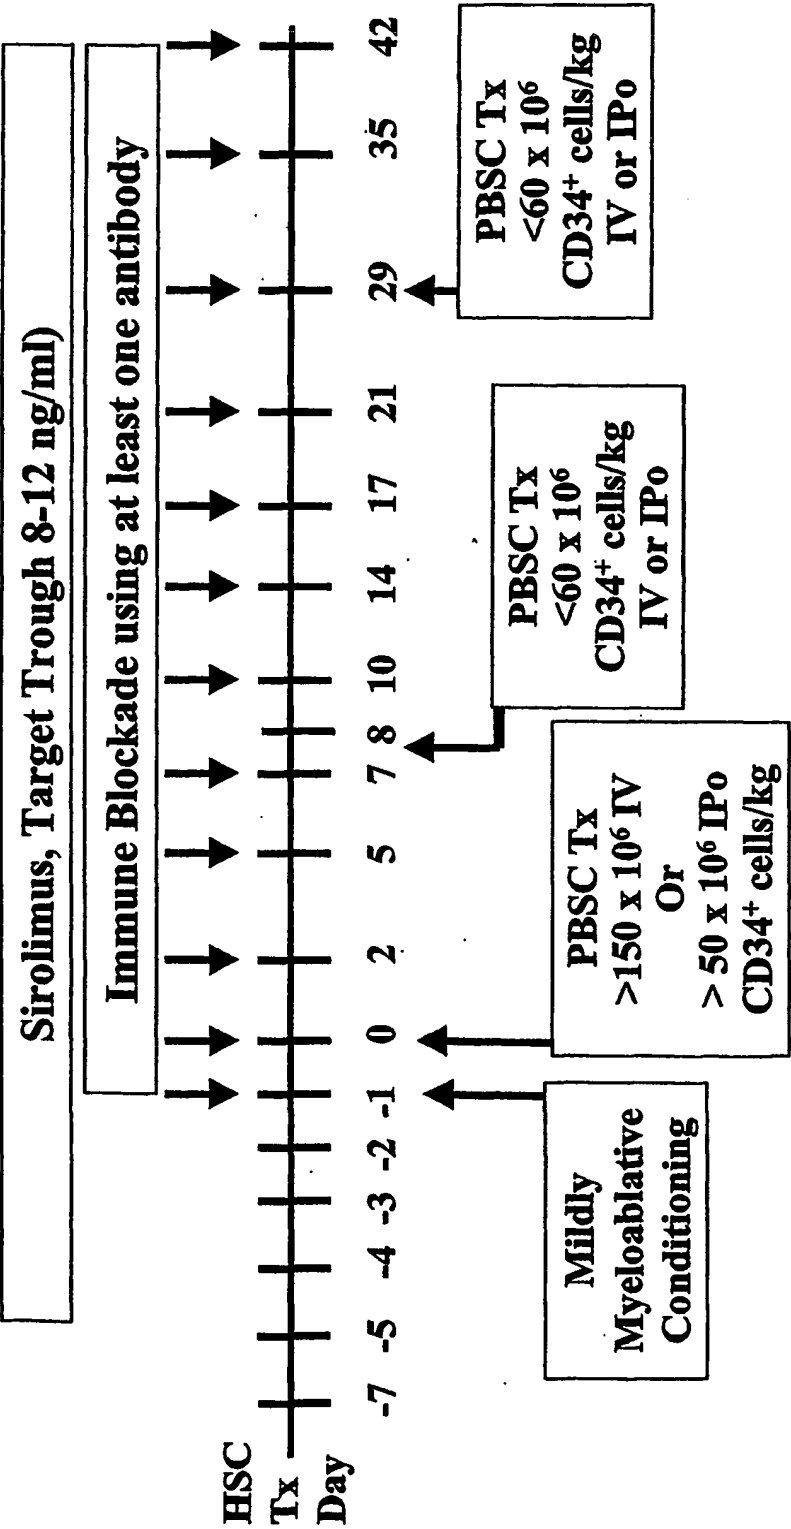 Sirolimus, Target Trough 8-12 ng/ml)
Immune Blockade using at least one antibody
HSC
Tx
Day
-7 -5 -4 -3 -2 -1 0 2 5 7 8 10 14 17 21 29 35 42
Mildly
Myeloablative
Conditioning
PBSC Tx
>150 x 10⁶ IV
Or
> 50 x 10⁶ IPo
CD34⁺ cells/kg
PBSC Tx
<60 x 10⁶
CD34⁺ cells/kg
IV or IPo
PBSC Tx
<60 x 10⁶
CD34⁺ cells/kg
IV or IPo